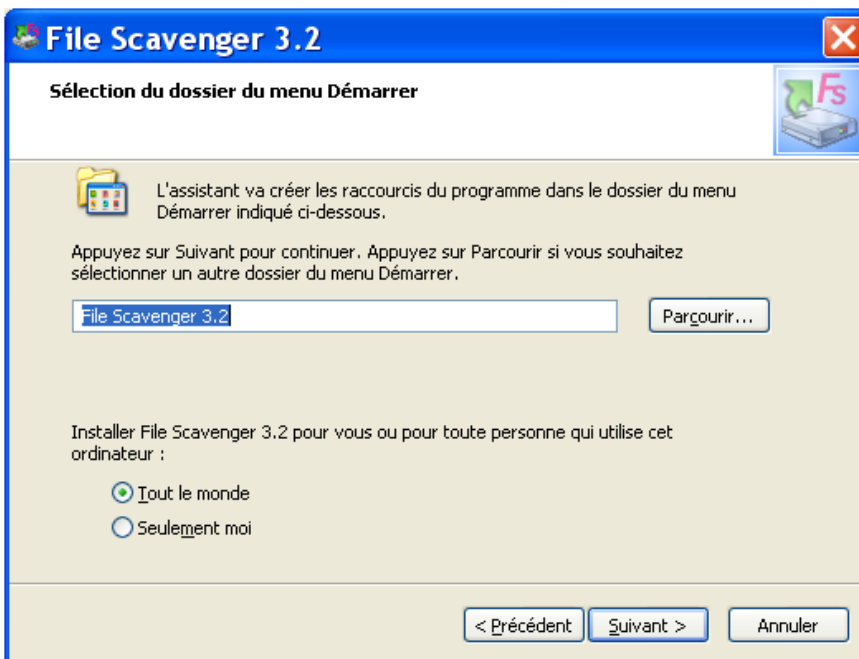 File Scavenger 3.2
Sélection du dossier du menu Démarrer
Fs
L'assistant va créer les raccourcis du programme dans le dossier du menu
Démarrer indiqué ci-dessous.
Appuyez sur Suivant pour continuer. Appuyez sur Parcourir si vous souhaitez
sélectionner un autre dossier du menu Démarrer.
File Scavenger 3.2
Parcourir...
Installer File Scavenger 3.2 pour vous ou pour toute personne qui utilise cet
ordinateur :
Tout le monde
Seulement moi
< Précédent
Suivant >
Annuler